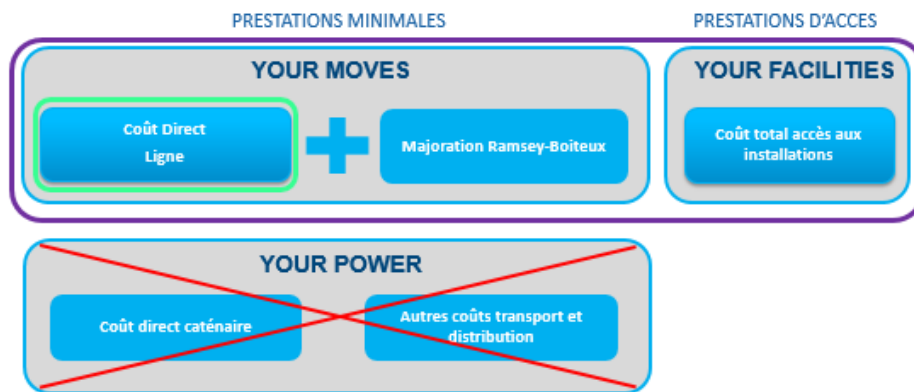 PRESTATIONS MINIMALES
PRESTATIONS D'ACCES
YOUR MOVES
YOUR FACILITIES
Coût Direct
Ligne
Majoration Ramsey-Boiteux
Coût total accès aux
installations
YOUR POWER
Coût direct caténaire
Autres coûts transport et
distribution